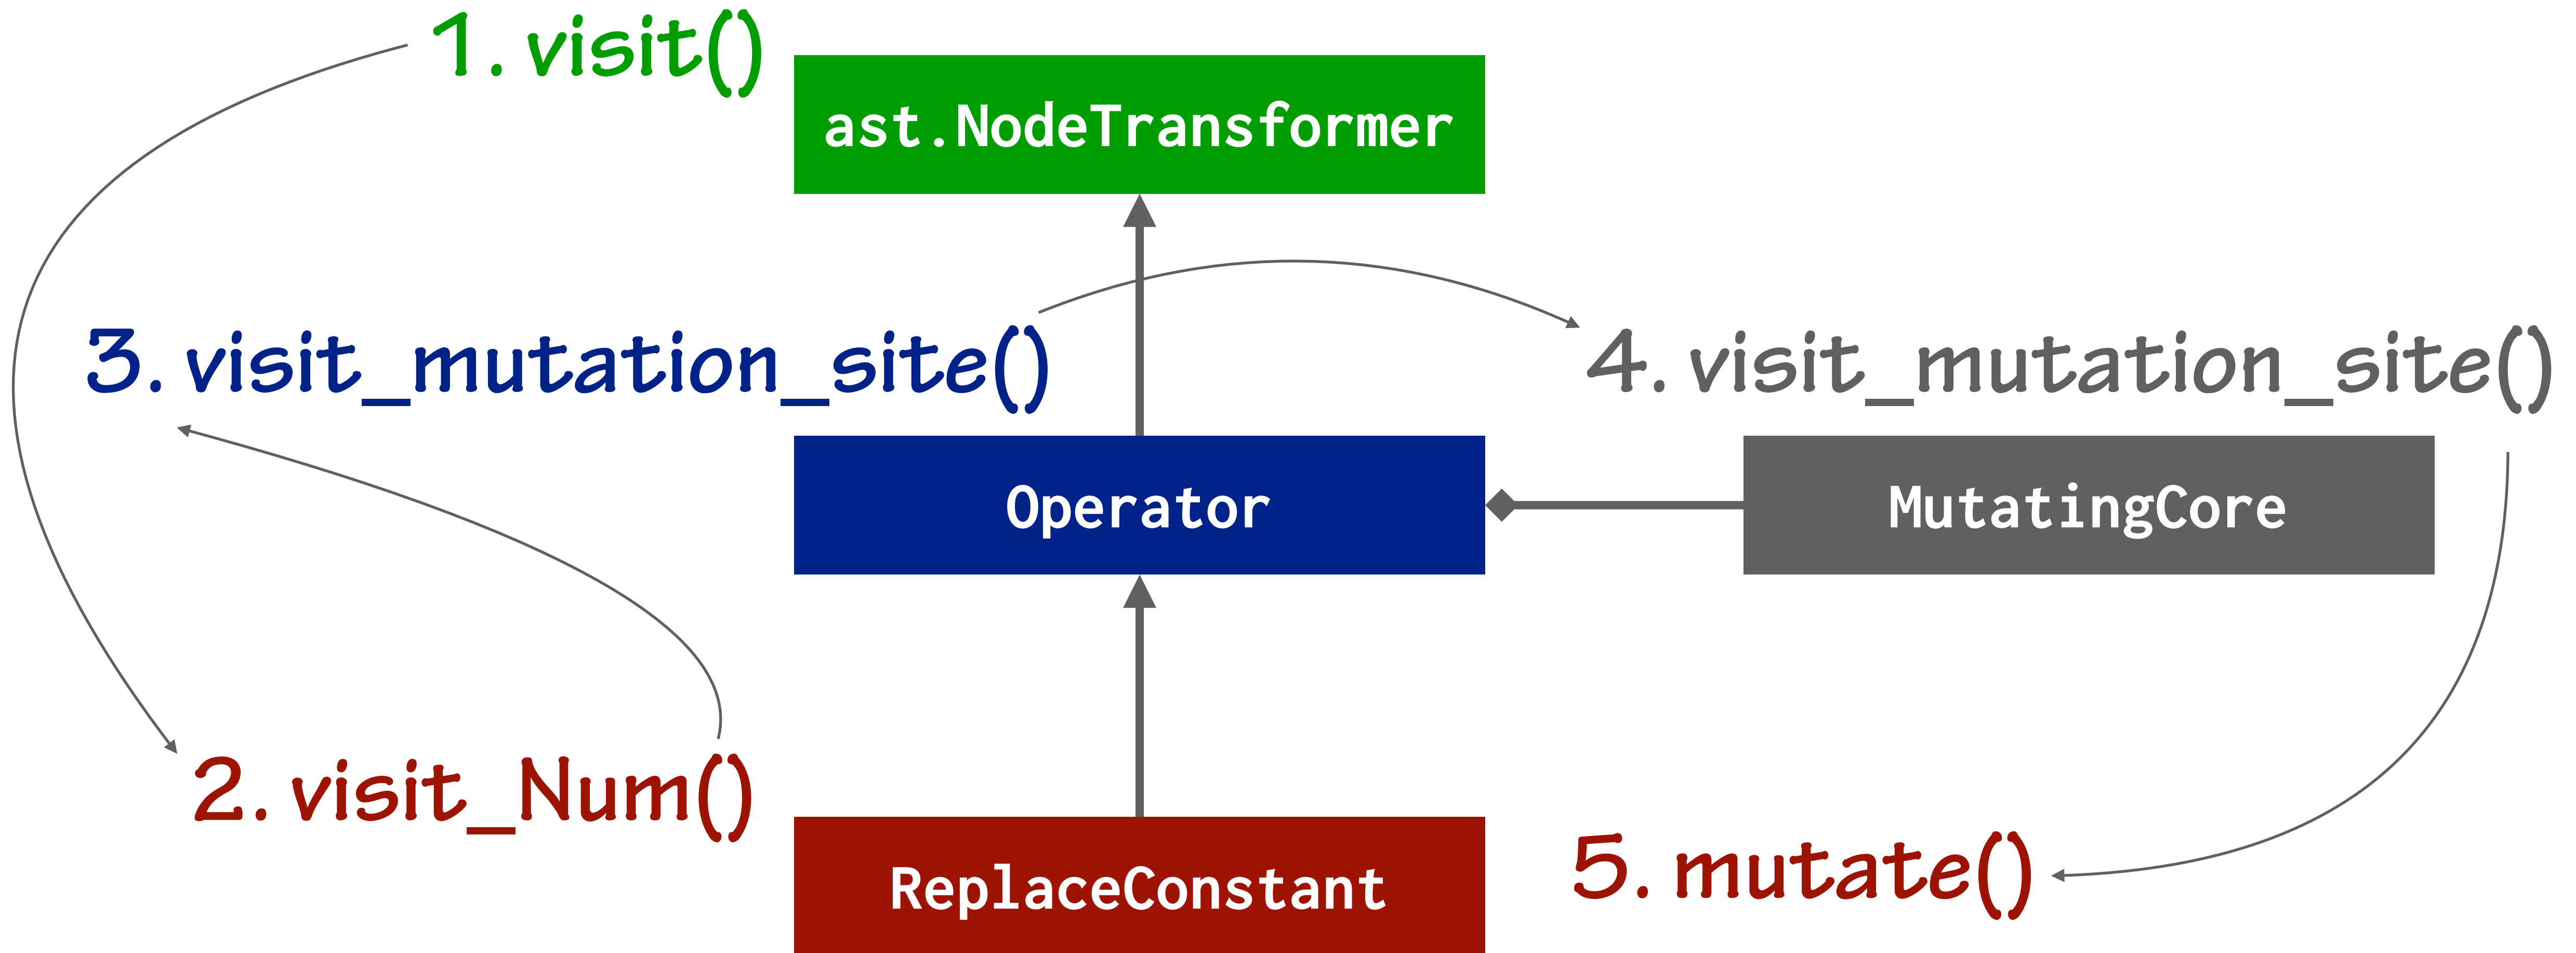 1. visit()
ast.NodeTransformer
3. visit_mutation_site()
4. visit_mutation_site()
Operator
MutatingCore
2. visit_Num()
ReplaceConstant
5. mutate()